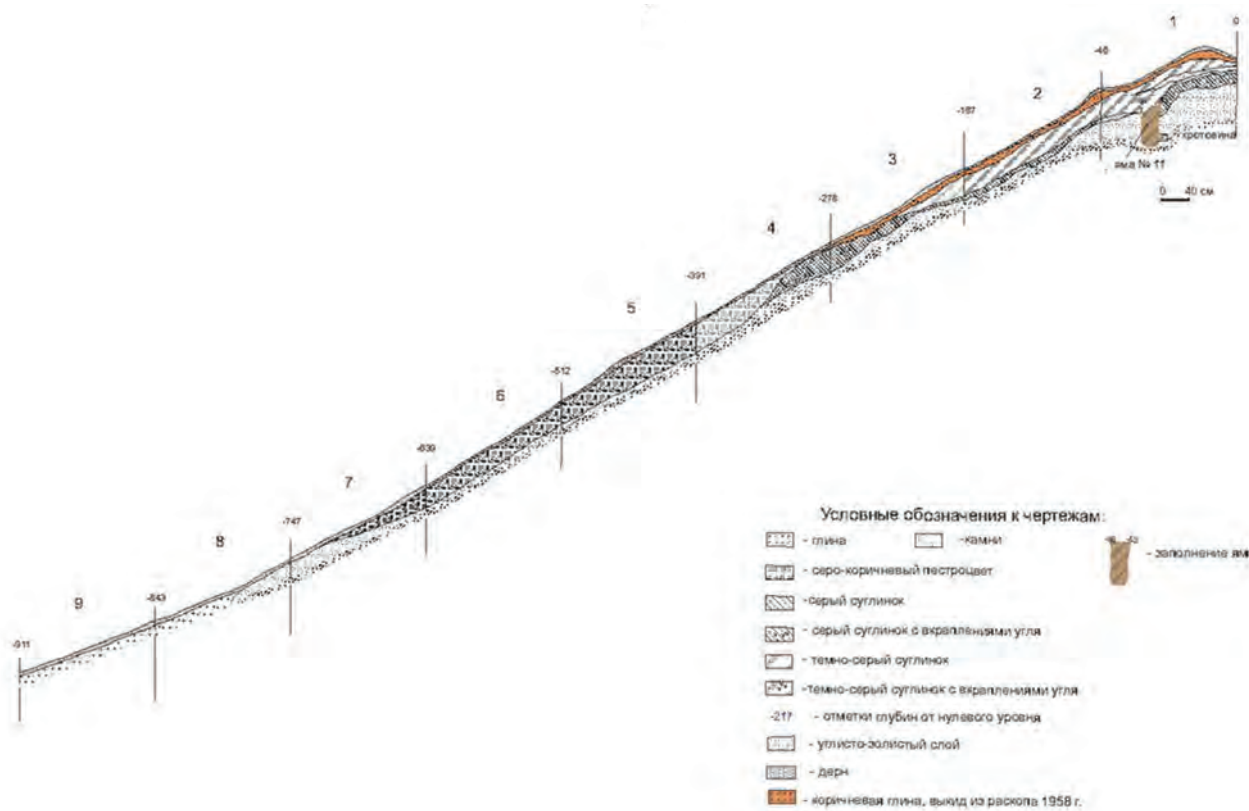 1
0
-46
2
-167
3
- кротовина
яма № 11
0 40 см
-278
4
-391
5
-512
6
-639
7
-747
8
-843
9
-911
Условные обозначения к чертежам:
- глина
-камни
- заполнение ям
- серо-коричневый пестроцвет
-серый суглинок
- серый суглинок с вкраплениями угля
- темно-серый суглинок
-темно-серый суглинок с вкраплениями угля
-217 - отметки глубин от нулевого уровня
- углисто-золистый слой
- дерн
- коричневая глина, выкид из раскопа 1958 г.